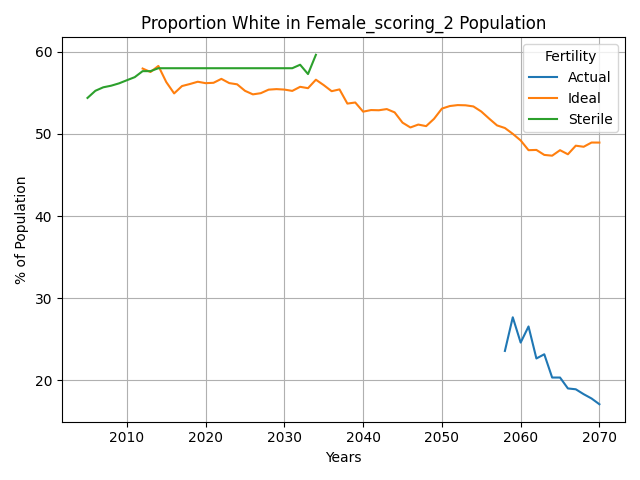 Proportion White in Female_scoring_2 Population
60
50
40
30
20
% of Population
Fertility
Actual
Ideal
Sterile
2010 2020 2030 2040 2050 2060 2070
Years